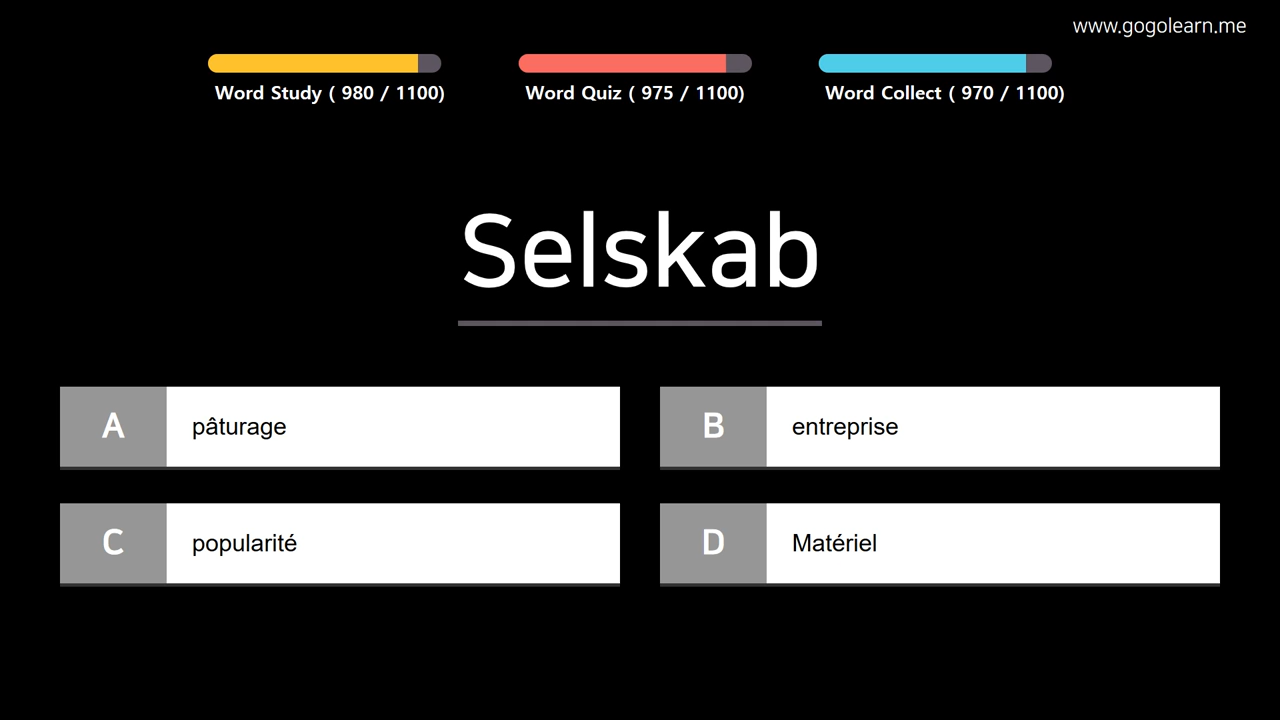 www.gogolearn.me
Word Study ( 980 / 1100)
Word Quiz ( 975 / 1100)
Word Collect ( 970 / 1100)
Selskab
A pâturage
B entreprise
C popularité
D Matériel